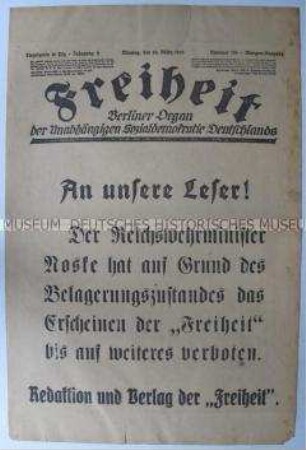 Freiheit
Berliner Organ
der Unabhängigen Sozialdemokratie Deutschlands
An unsere Leser!
Der Reichswehrminister
Noske hat auf Grund des
Belagerungszustandes das
Erscheinen der „Freiheit“
bis auf weiteres verboten.
Redaktion und Verlag der „Freiheit“.
MUSEUM DEUTSCHES HISTORISCHES MUSEUM